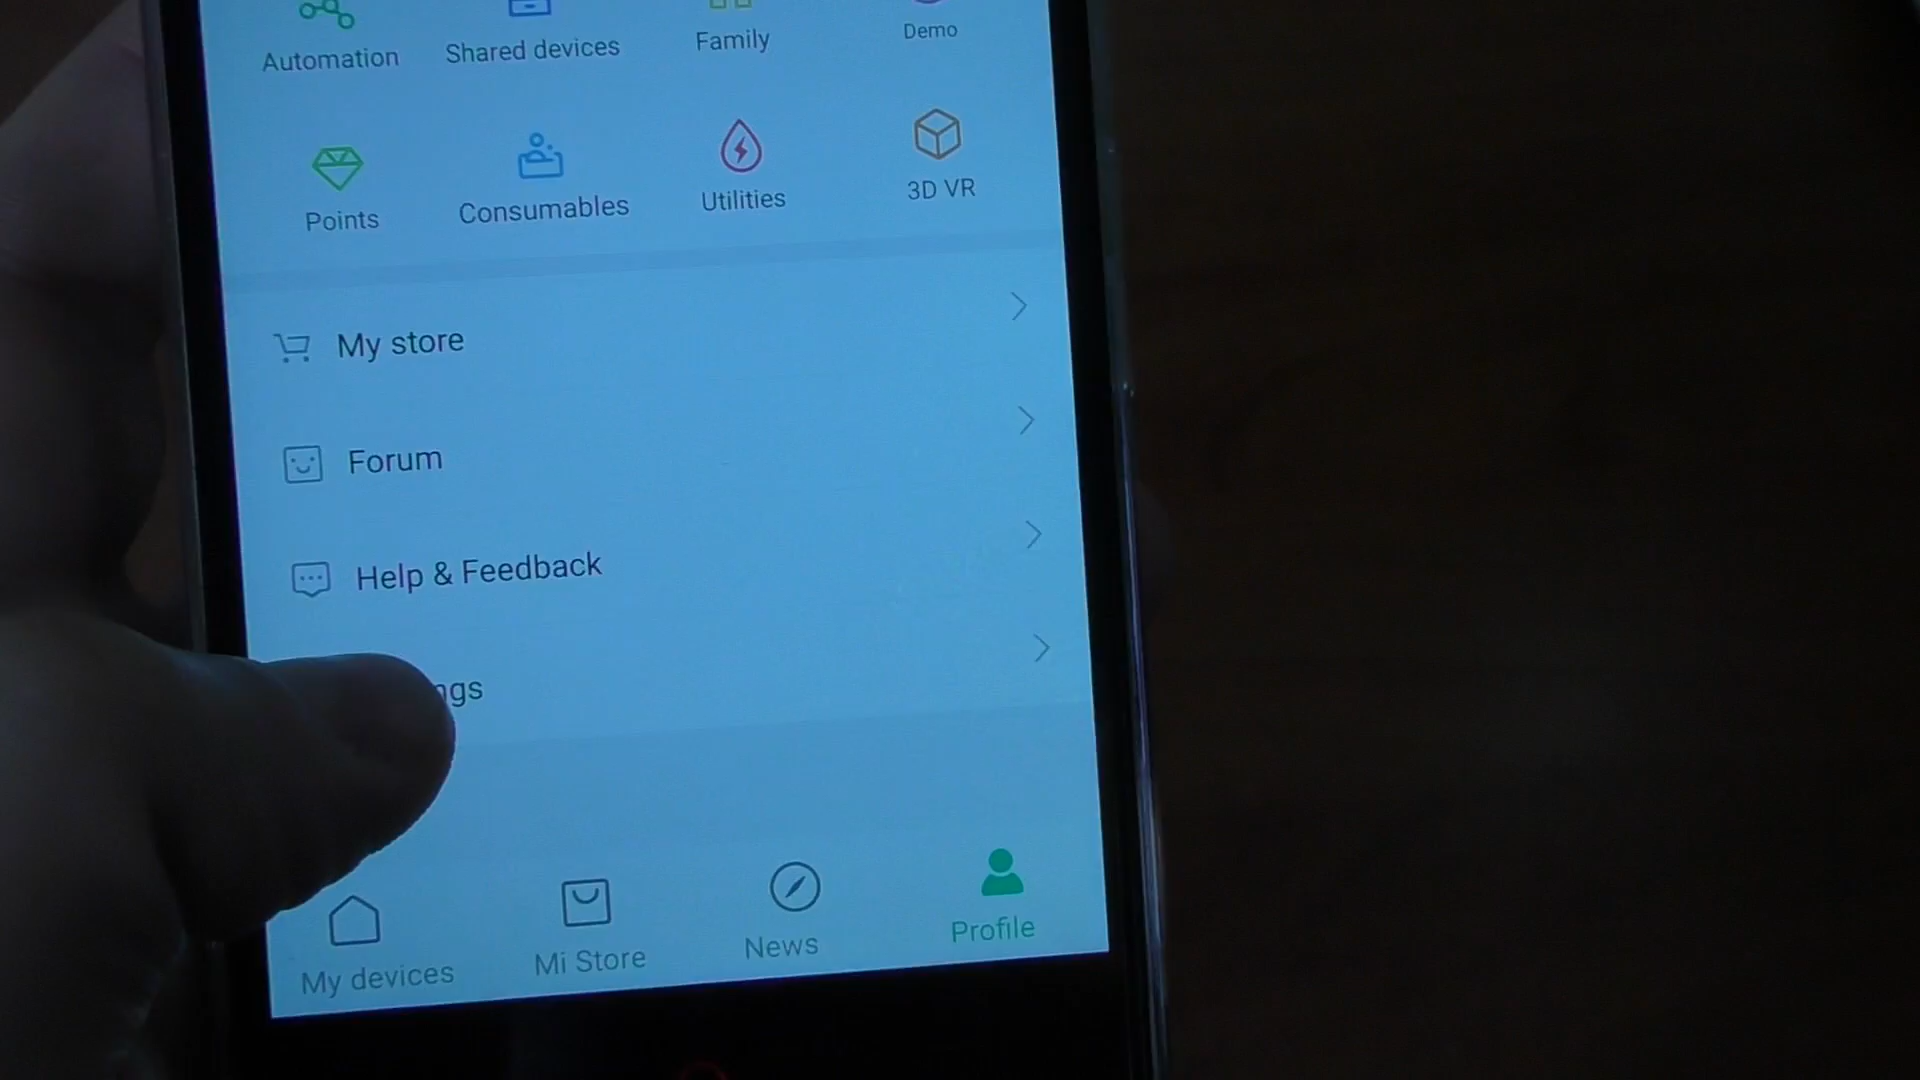 Automation Shared devices Family Demo
Points Consumables Utilities 3D VR
My store
Forum
Help & Feedback
ngs
My devices Mi Store News Profile